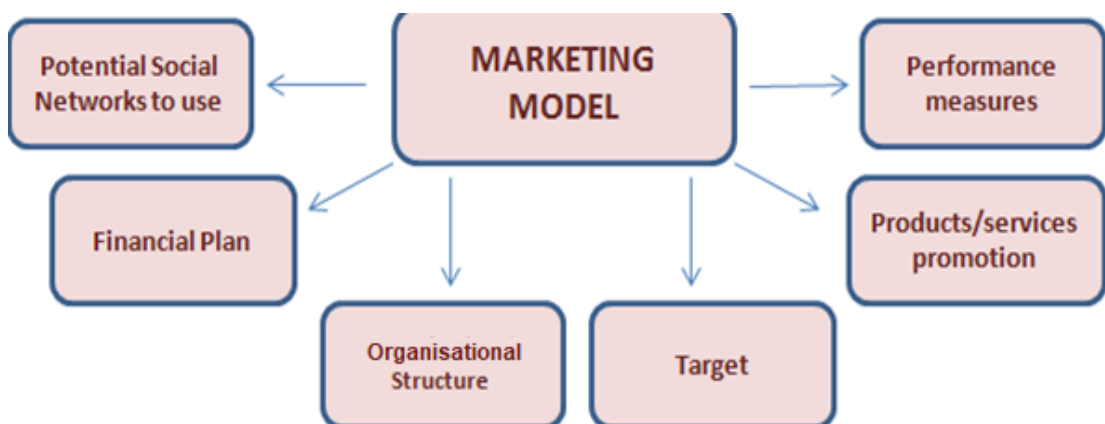 MARKETING
MODEL
Potential Social
Networks to use
Performance
measures
Financial Plan
Products/services
promotion
Organisational
Structure
Target